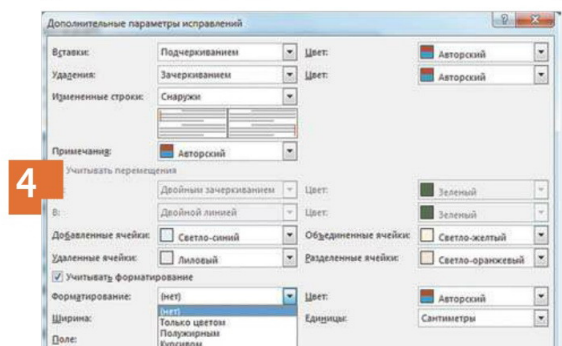 Дополнительные параметры исправлений
Вставки: Подчеркиванием Цвет: Авторский
Удаления: Зачеркиванием Цвет: Авторский
Измененные строки: Снаружи
Примечания: Авторский
4
Учитывать перемещения
Двойным зачеркиванием Цвет: Зеленый
В: Двойной линией Цвет: Зеленый
Добавленные ячейки: Светло-синий Объединенные ячейки: Светло-желтый
Удаленные ячейки: Лиловый Разделенные ячейки: Светло-оранжевый
Учитывать форматирование
Форматирование: (нет) Цвет: Авторский
(нет)
Ширина: Только цветом Единицы: Сантиметры
Полужирным
Поле: Курсивом